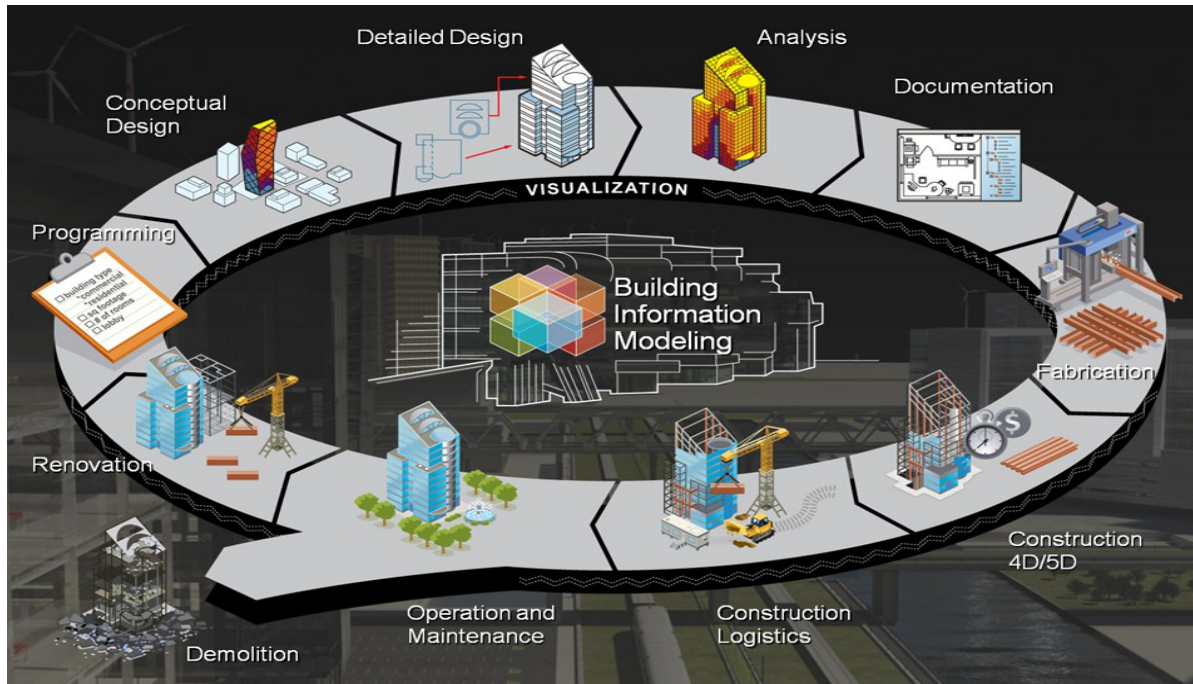 Detailed Design
Analysis
Documentation
Conceptual
Design
VISUALIZATION
Programming
building type
*commercial
*residential
sq footage
# of rooms
lobby
Building
Information
Modeling
Fabrication
$
Renovation
Construction
4D/5D
Operation and
Maintenance
Construction
Logistics
Demolition